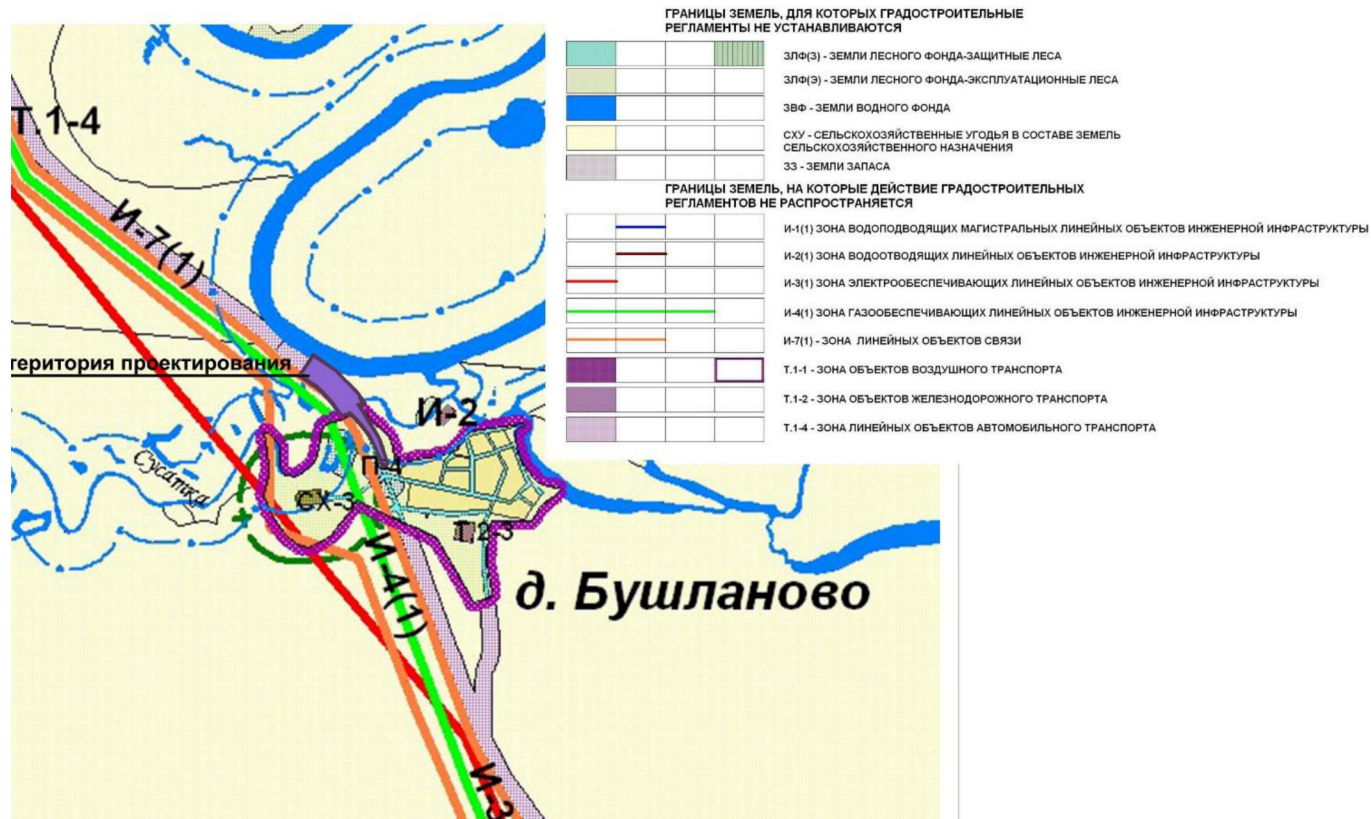 ГРАНИЦЫ ЗЕМЕЛЬ, ДЛЯ КОТОРЫХ ГРАДОСТРОИТЕЛЬНЫЕ
РЕГЛАМЕНТЫ НЕ УСТАНАВЛИВАЮТСЯ
ЗЛФ(З) - ЗЕМЛИ ЛЕСНОГО ФОНДА-ЗАЩИТНЫЕ ЛЕСА
ЗЛФ(Э) - ЗЕМЛИ ЛЕСНОГО ФОНДА-ЭКСПЛУАТАЦИОННЫЕ ЛЕСА
ЗВФ - ЗЕМЛИ ВОДНОГО ФОНДА
СХУ - СЕЛЬСКОХОЗЯЙСТВЕННЫЕ УГОДЬЯ В СОСТАВЕ ЗЕМЕЛЬ
СЕЛЬСКОХОЗЯЙСТВЕННОГО НАЗНАЧЕНИЯ
ЗЗ - ЗЕМЛИ ЗАПАСА
ГРАНИЦЫ ЗЕМЕЛЬ, НА КОТОРЫЕ ДЕЙСТВИЕ ГРАДОСТРОИТЕЛЬНЫХ
РЕГЛАМЕНТОВ НЕ РАСПРОСТРАНЯЕТСЯ
И-1(1) ЗОНА ВОДОПОДВОДЯЩИХ МАГИСТРАЛЬНЫХ ЛИНЕЙНЫХ ОБЪЕКТОВ ИНЖЕНЕРНОЙ ИНФРАСТРУКТУРЫ
И-2(1) ЗОНА ВОДООТВОДЯЩИХ ЛИНЕЙНЫХ ОБЪЕКТОВ ИНЖЕНЕРНОЙ ИНФРАСТРУКТУРЫ
И-3(1) ЗОНА ЭЛЕКТРООБЕСПЕЧИВАЮЩИХ ЛИНЕЙНЫХ ОБЪЕКТОВ ИНЖЕНЕРНОЙ ИНФРАСТРУКТУРЫ
И-4(1) ЗОНА ГАЗООБЕСПЕЧИВАЮЩИХ ЛИНЕЙНЫХ ОБЪЕКТОВ ИНЖЕНЕРНОЙ ИНФРАСТРУКТУРЫ
И-7(1) - ЗОНА ЛИНЕЙНЫХ ОБЪЕКТОВ СВЯЗИ
Т.1-1 - ЗОНА ОБЪЕКТОВ ВОЗДУШНОГО ТРАНСПОРТА
Т.1-2 - ЗОНА ОБЪЕКТОВ ЖЕЛЕЗНОДОРОЖНОГО ТРАНСПОРТА
Т.1-4 - ЗОНА ЛИНЕЙНЫХ ОБЪЕКТОВ АВТОМОБИЛЬНОГО ТРАНСПОРТА
Т.1-4
И-7(1)
територия проектирования
И-2
П-4
Сусатка
СХ-3
Т.2-3
И-4(1)
д. Бушланово
И-3